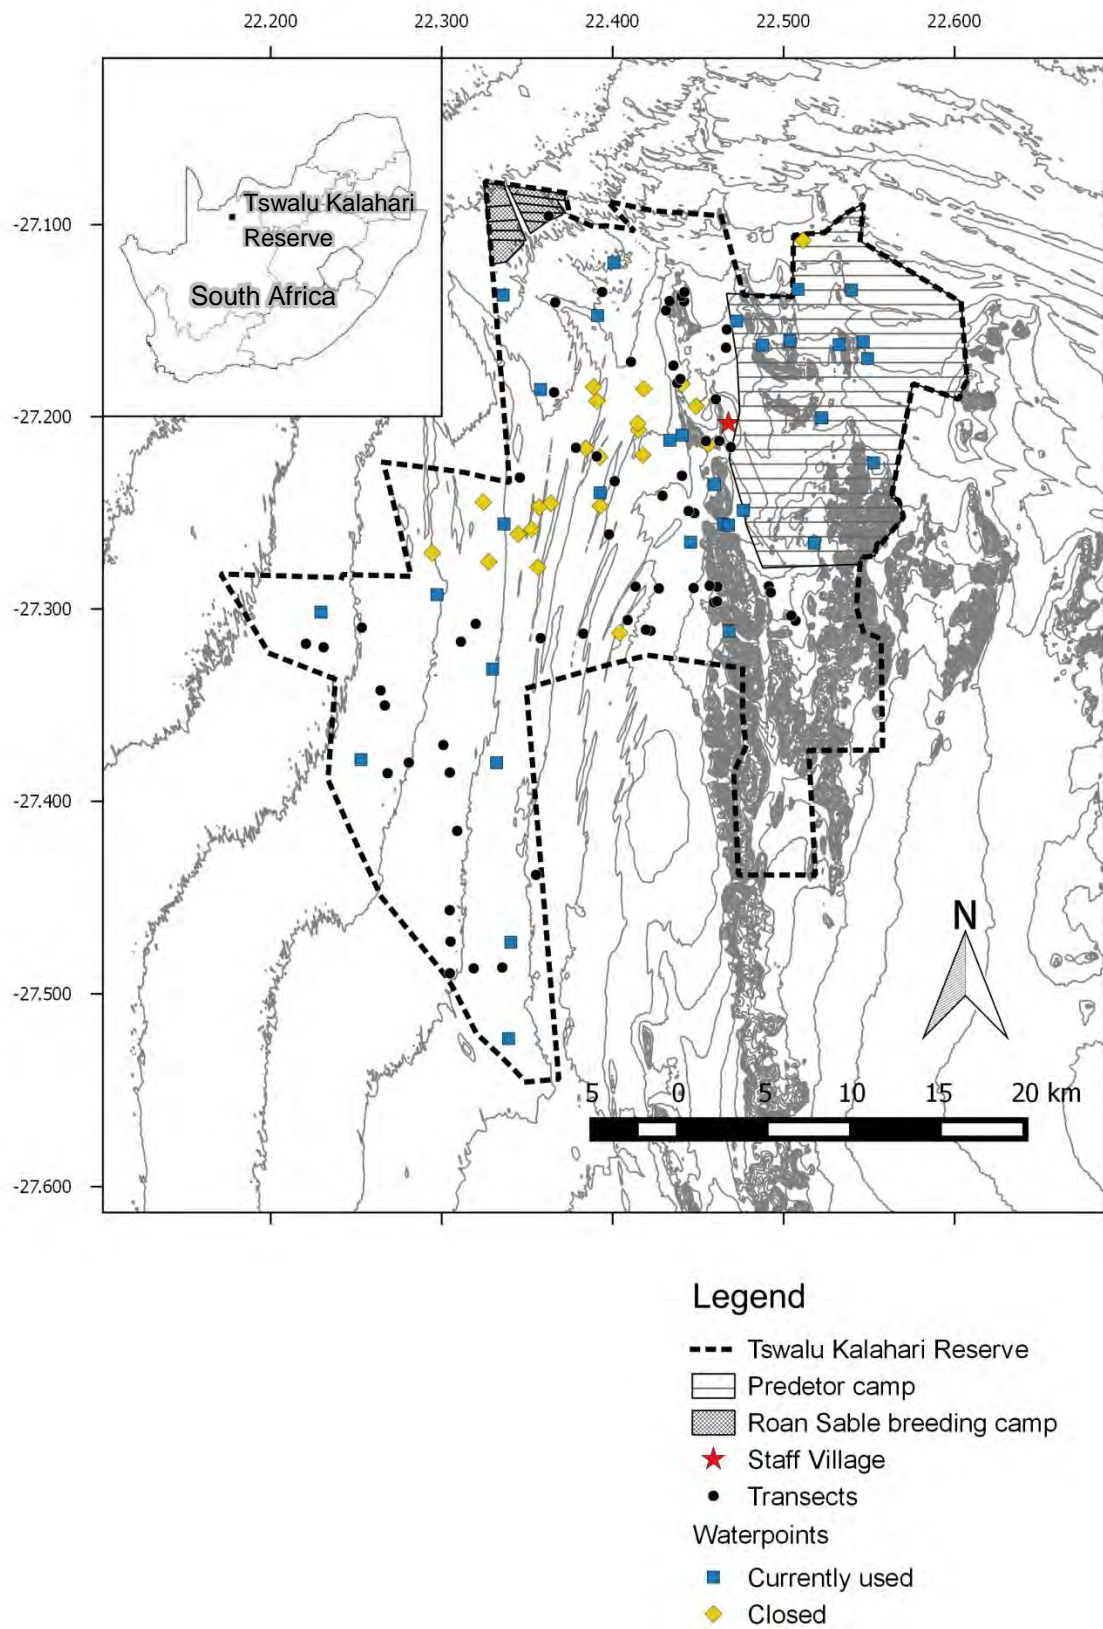 22.200 22.300 22.400 22.500 22.600
-27.100
-27.200
-27.300
-27.400
-27.500
-27.600
Tswalu Kalahari
Reserve
South Africa
N
5 0 5 10 15 20 km
Legend
Tswalu Kalahari Reserve
Predetor camp
Roan Sable breeding camp
Staff Village
Transects
Waterpoints
Currently used
Closed